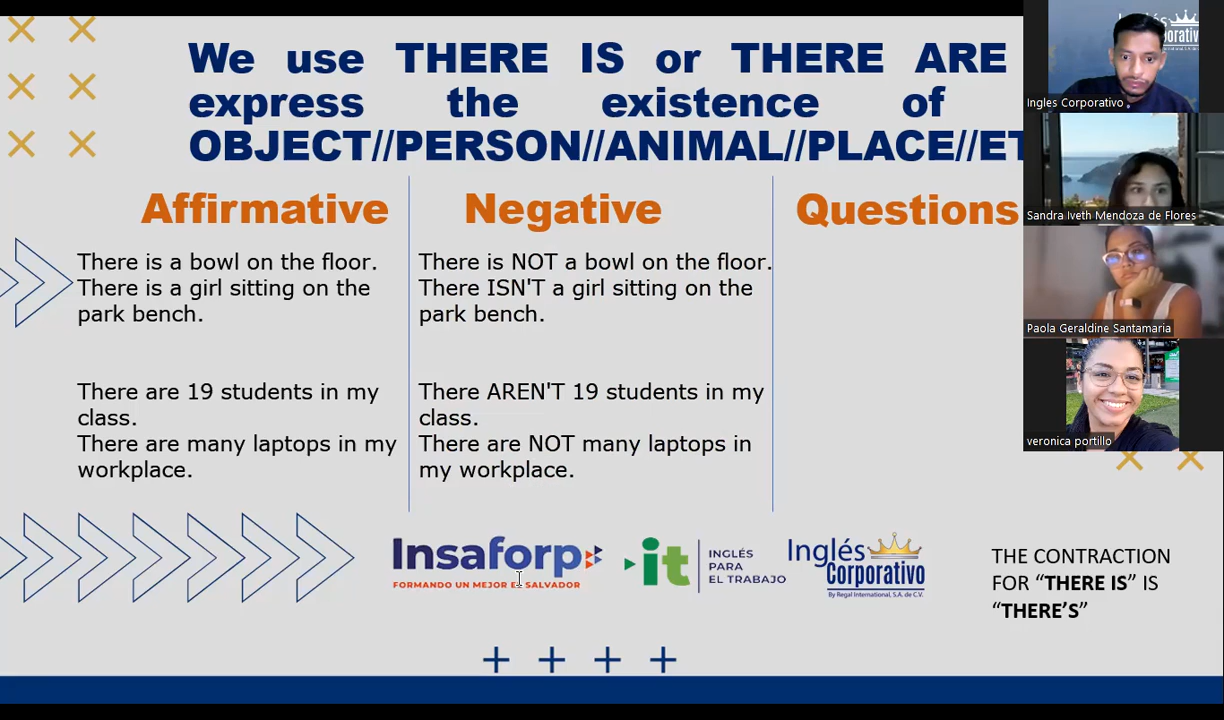 We use THERE IS or THERE ARE
express the existence of
OBJECT//PERSON//ANIMAL//PLACE//ET
Affirmative
There is a bowl on the floor.
There is a girl sitting on the
park bench.
There are 19 students in my
class.
There are many laptops in my
workplace.
Negative
There is NOT a bowl on the floor.
There ISN'T a girl sitting on the
park bench.
There AREN'T 19 students in my
class.
There are NOT many laptops in
my workplace.
Questions
Insaforp
FORMANDO UN MEJOR EL SALVADOR
it
INGLÉS
PARA
EL TRABAJO
Inglés
Corporativo
By Regal International, S.A. de C.V.
THE CONTRACTION
FOR “THERE IS” IS
“THERE’S”
Ingles Corporativo
Sandra Iveth Mendoza de Flores
Paola Geraldine Santamaria
veronica portillo